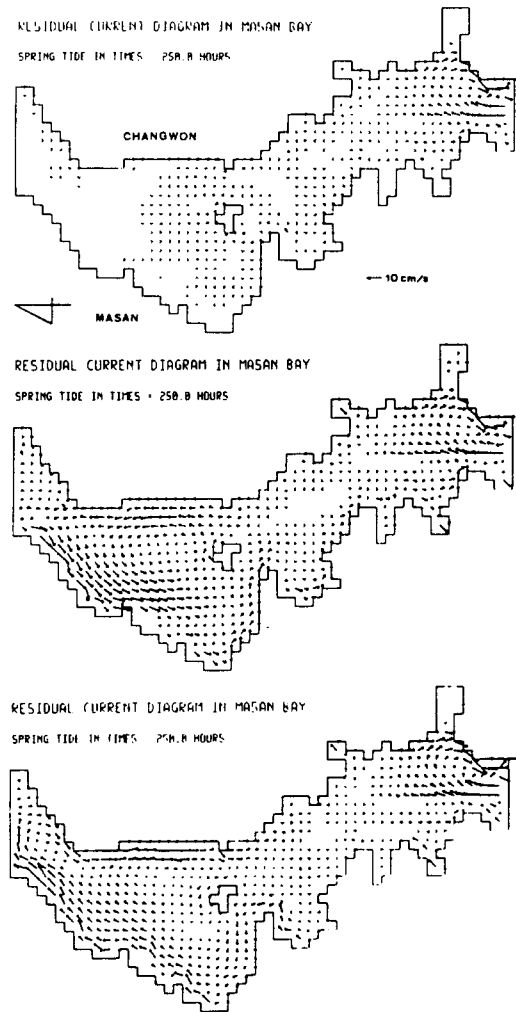 RESIDUAL CURRENT DIAGRAM IN MASAN BAY
SPRING TIDE IN TIMES 250.0 HOURS
CHANGWON
10 cm/s
MASAN
RESIDUAL CURRENT DIAGRAM IN MASAN BAY
SPRING TIDE IN TIMES = 250.0 HOURS
RESIDUAL CURRENT DIAGRAM IN MASAN BAY
SPRING TIDE IN TIMES 250.0 HOURS